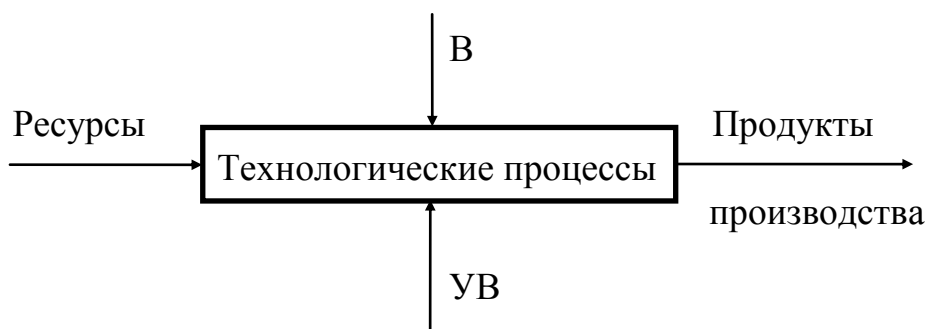 В
Ресурсы
Продукты
Технологические процессы
производства
УВ